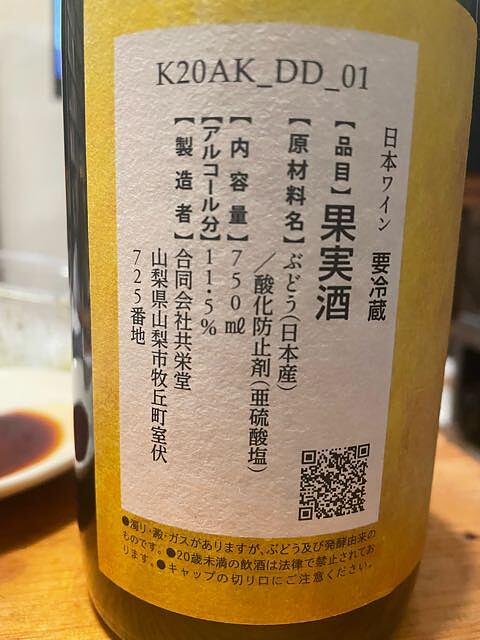 K20AK_DD_01
日本ワイン 要冷蔵
【品目】果実酒
【原材料名】ぶどう(日本産)
／酸化防止剤(亜硫酸塩)
【内容量】750㎖
【アルコール分】11.5%
【製造者】合同会社共栄堂
山梨県山梨市牧丘町室伏
725番地
●濁り・澱・ガスがありますが、ぶどう及び発酵由来の
ものです。●20歳未満の飲酒は法律で禁止されてお
ります。●キャップの切り口にご注意ください。